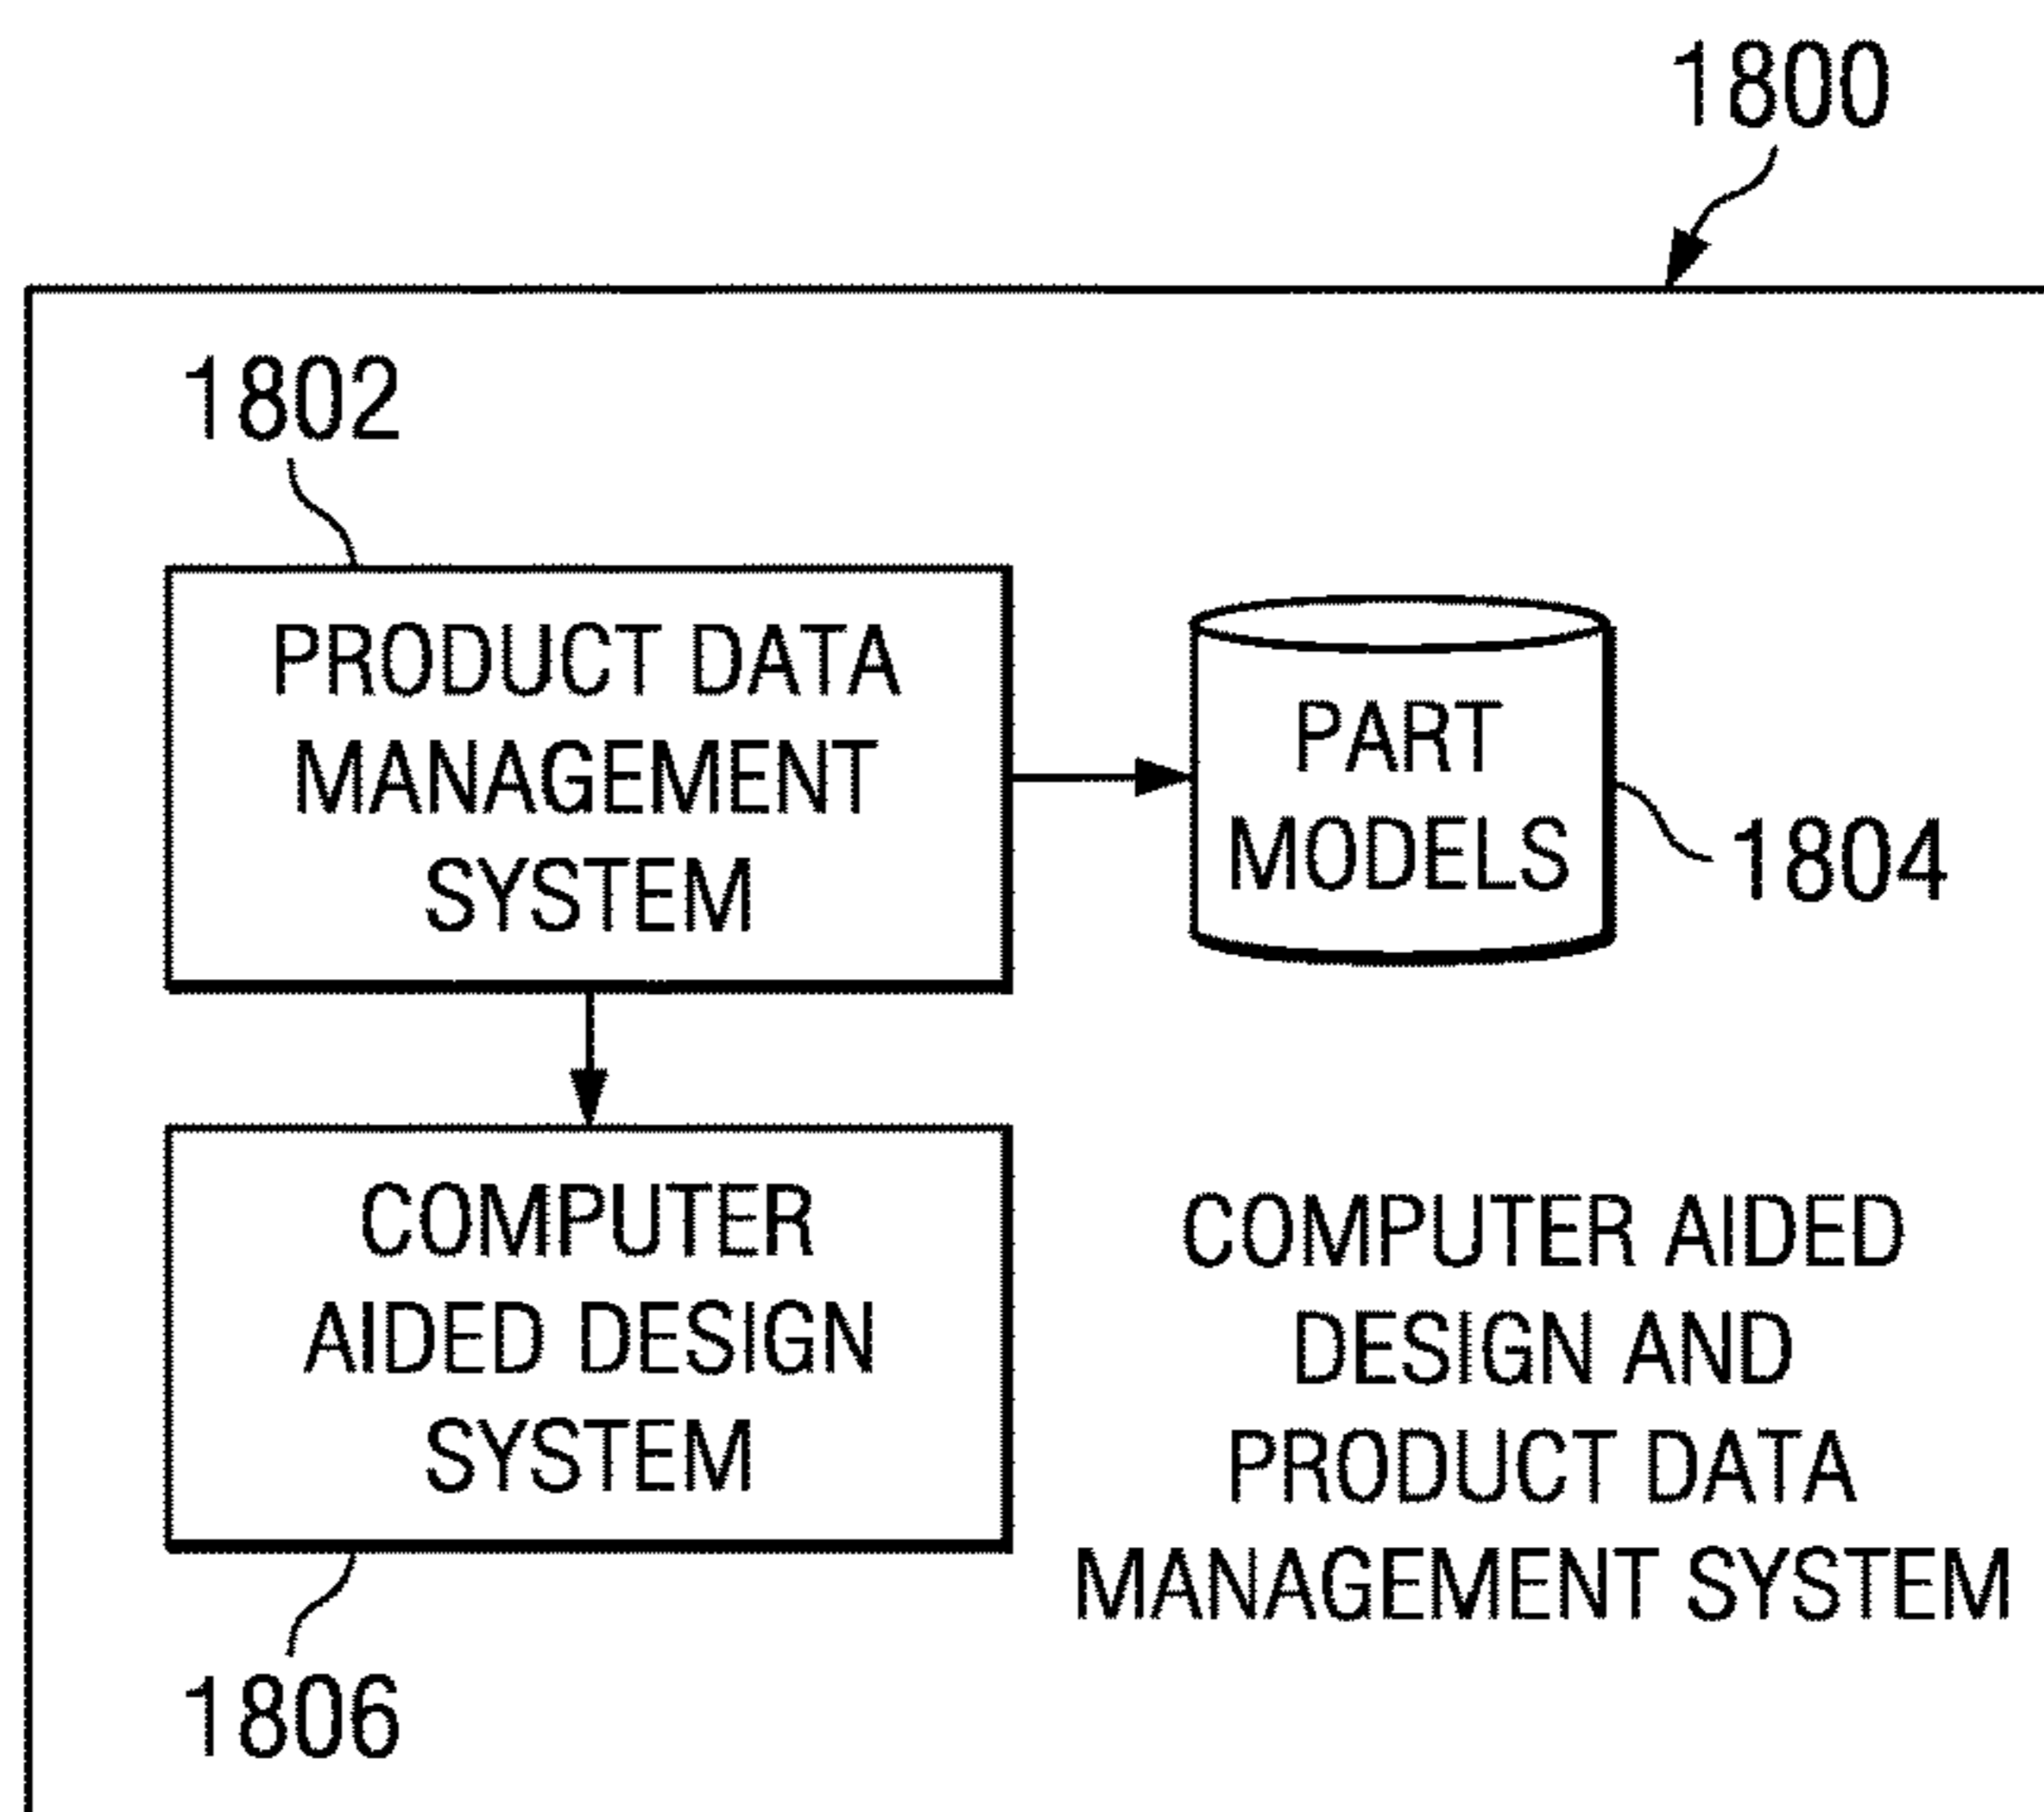 1800
1802
PRODUCT DATA
MANAGEMENT
SYSTEM
PART
MODELS
1804
COMPUTER
AIDED DESIGN
SYSTEM
1806
COMPUTER AIDED
DESIGN AND
PRODUCT DATA
MANAGEMENT SYSTEM